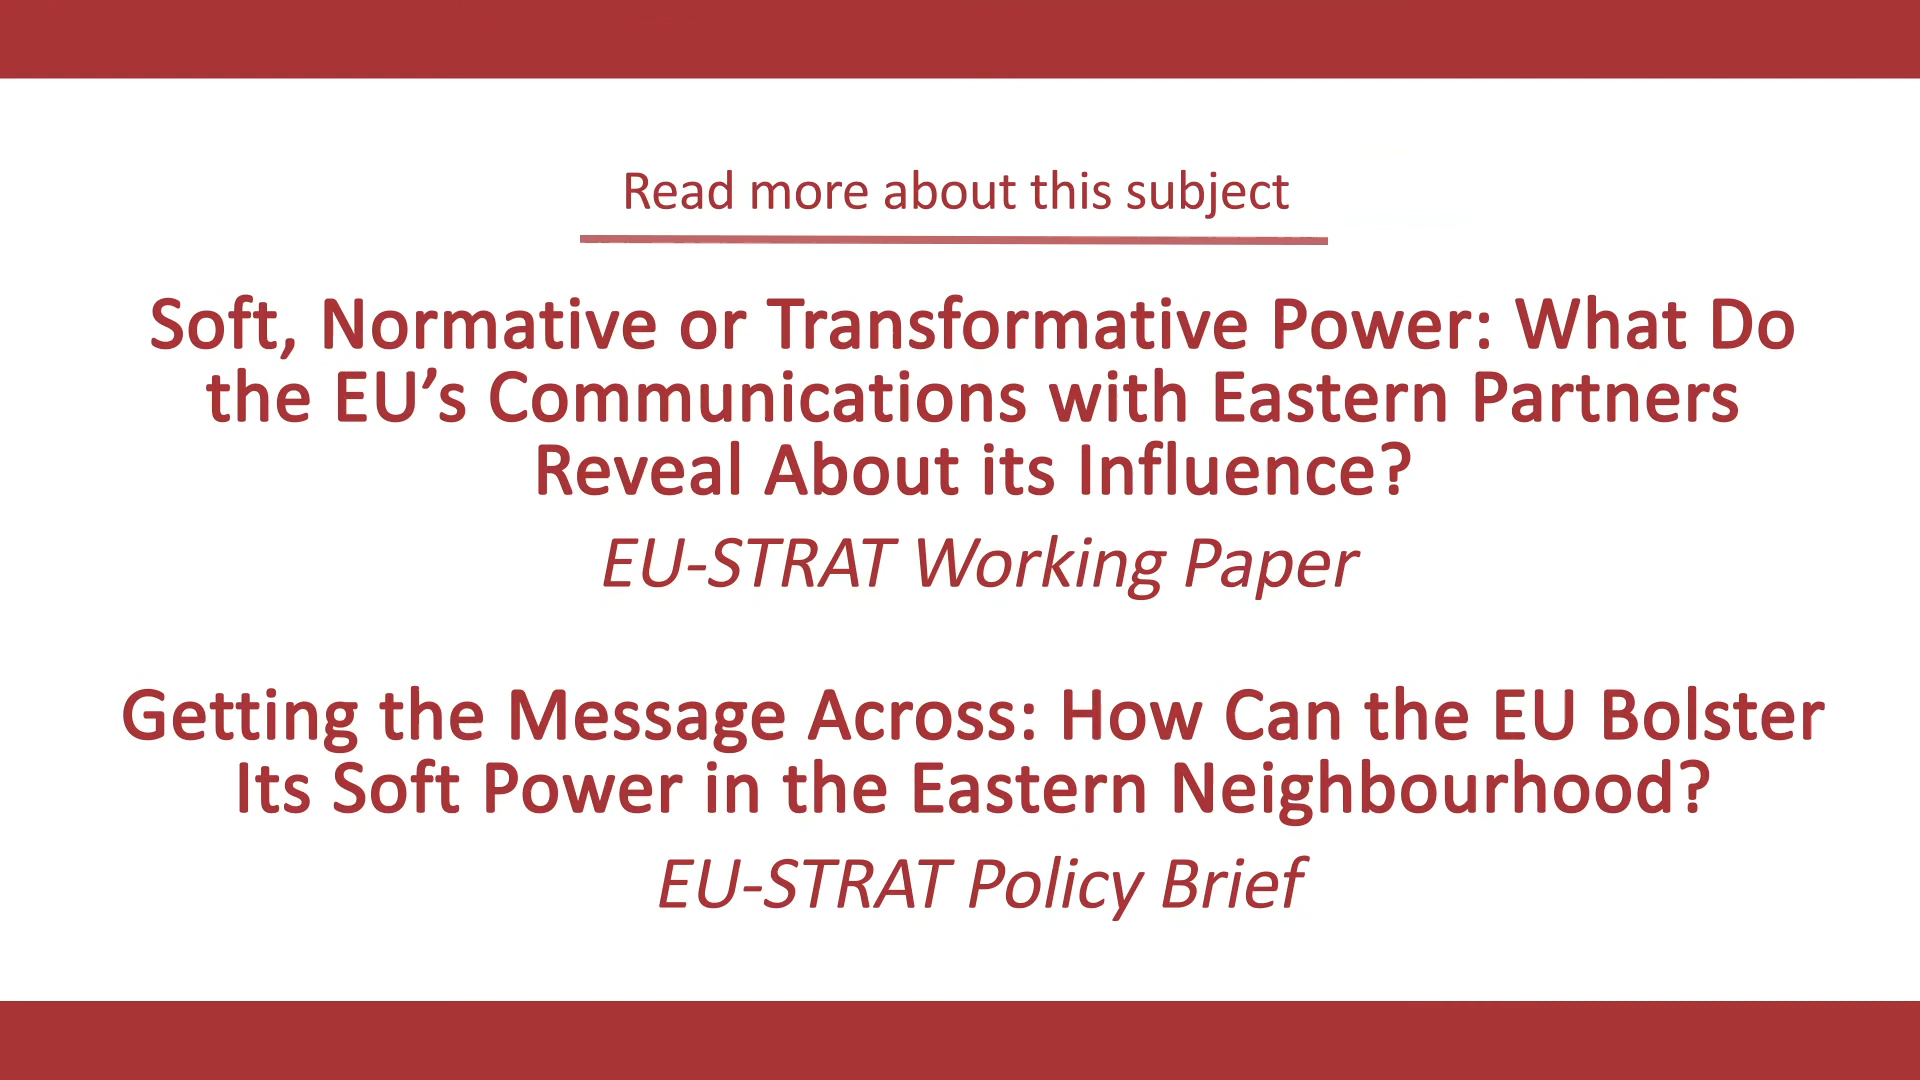 Read more about this subject
Soft, Normative or Transformative Power: What Do
the EU’s Communications with Eastern Partners
Reveal About its Influence?
EU-STRAT Working Paper
Getting the Message Across: How Can the EU Bolster
Its Soft Power in the Eastern Neighbourhood?
EU-STRAT Policy Brief